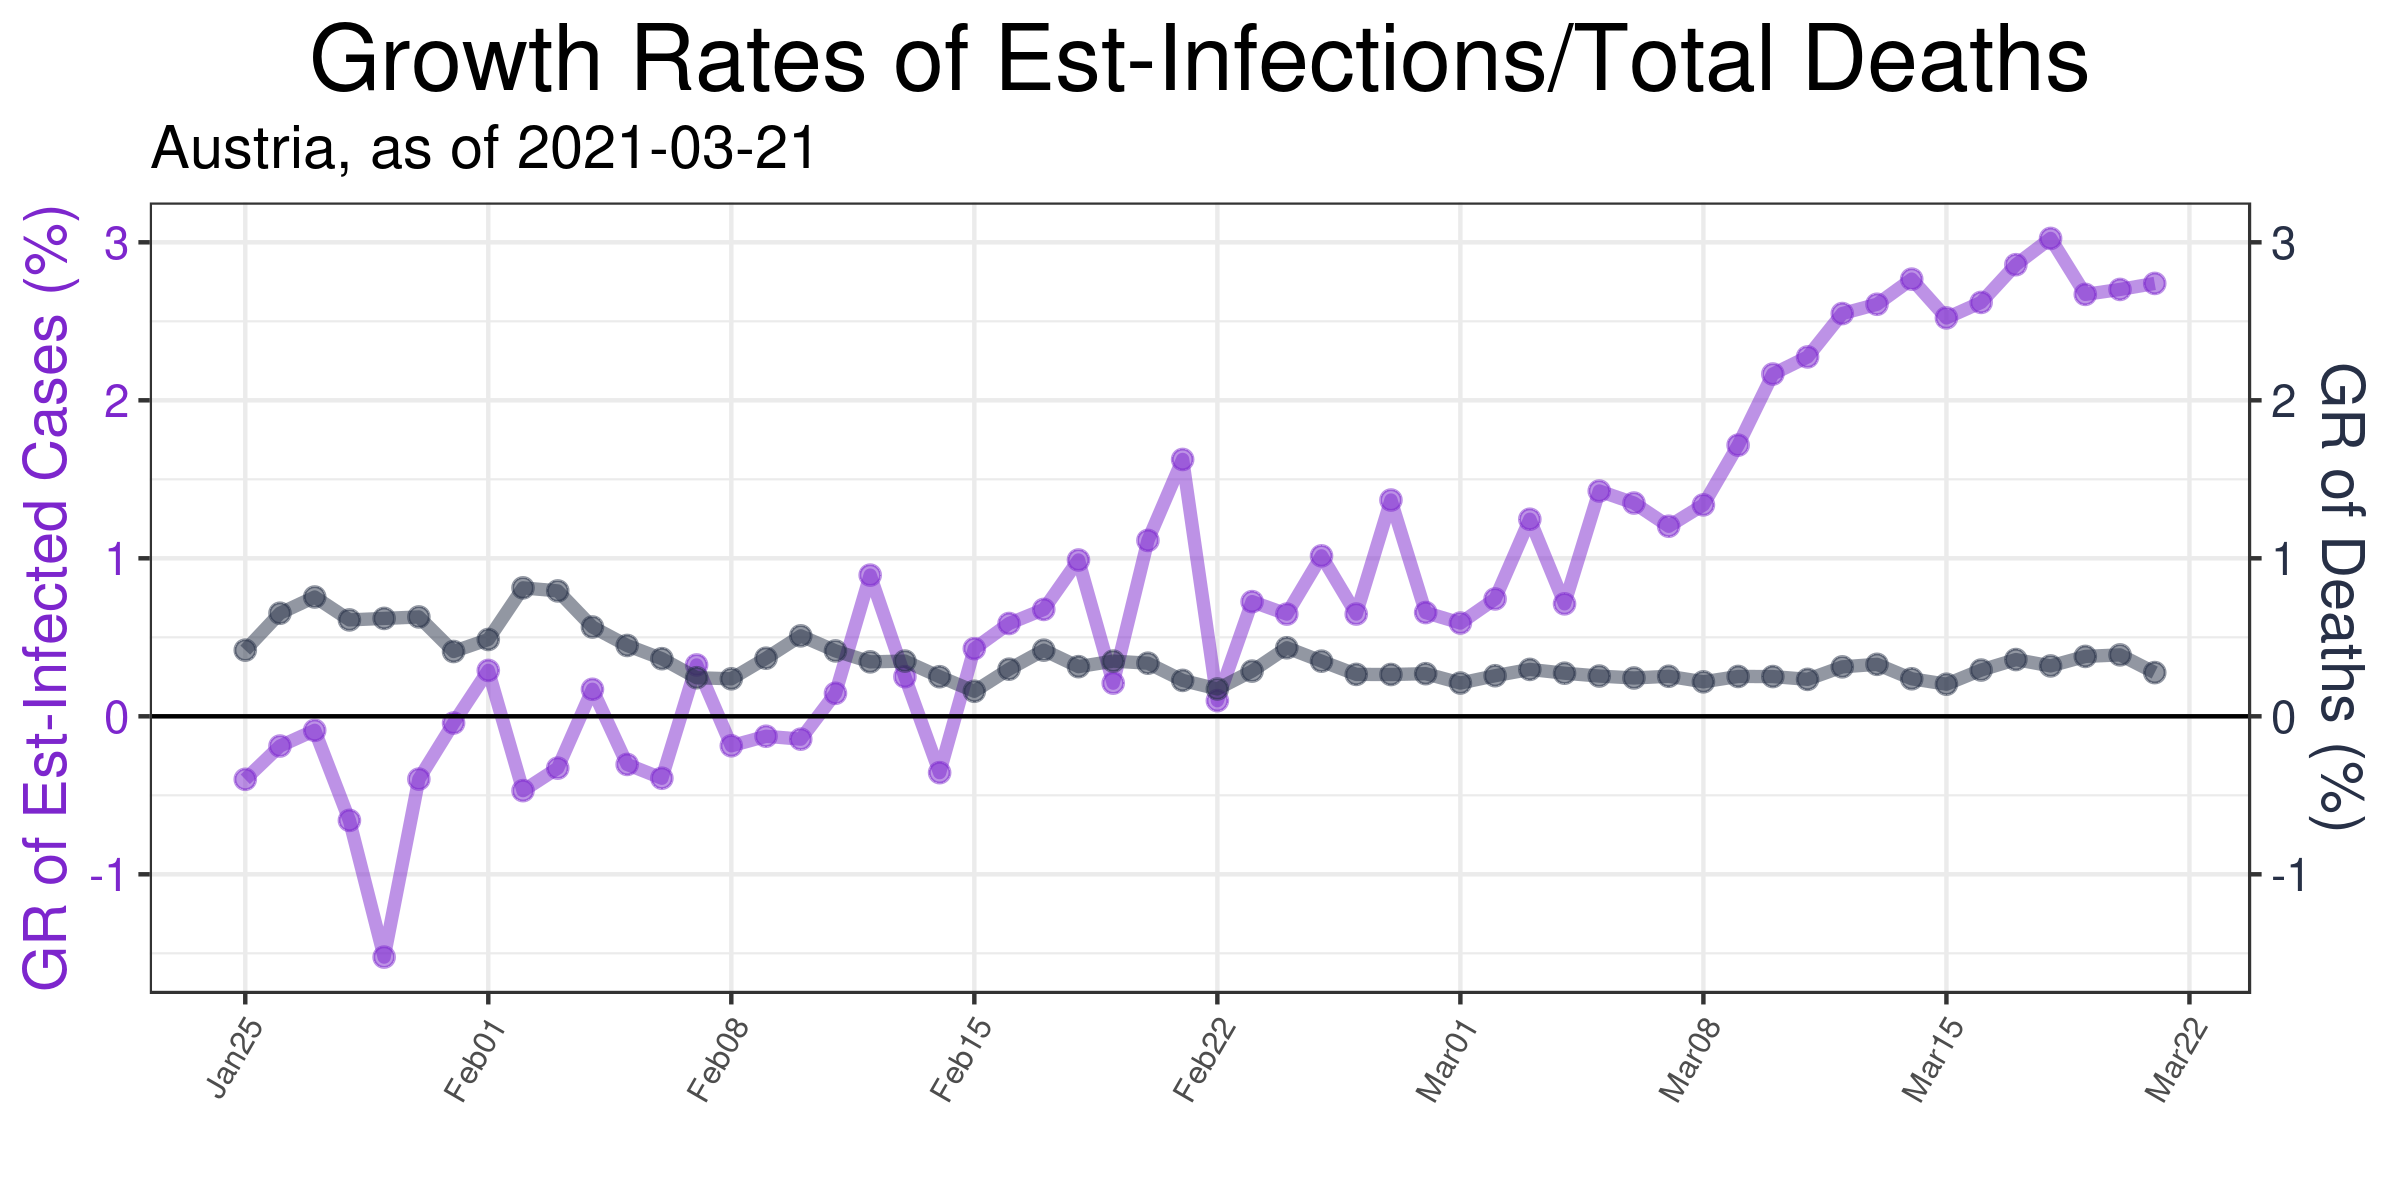 Growth Rates of Est-Infections/Total Deaths
Austria, as of 2021-03-21
GR of Est-Infected Cases (%)
3
2
1
0
-1
3
2
1
0
-1
GR of Deaths (%)
Jan25
Feb01
Feb08
Feb15
Feb22
Mar01
Mar08
Mar15
Mar22